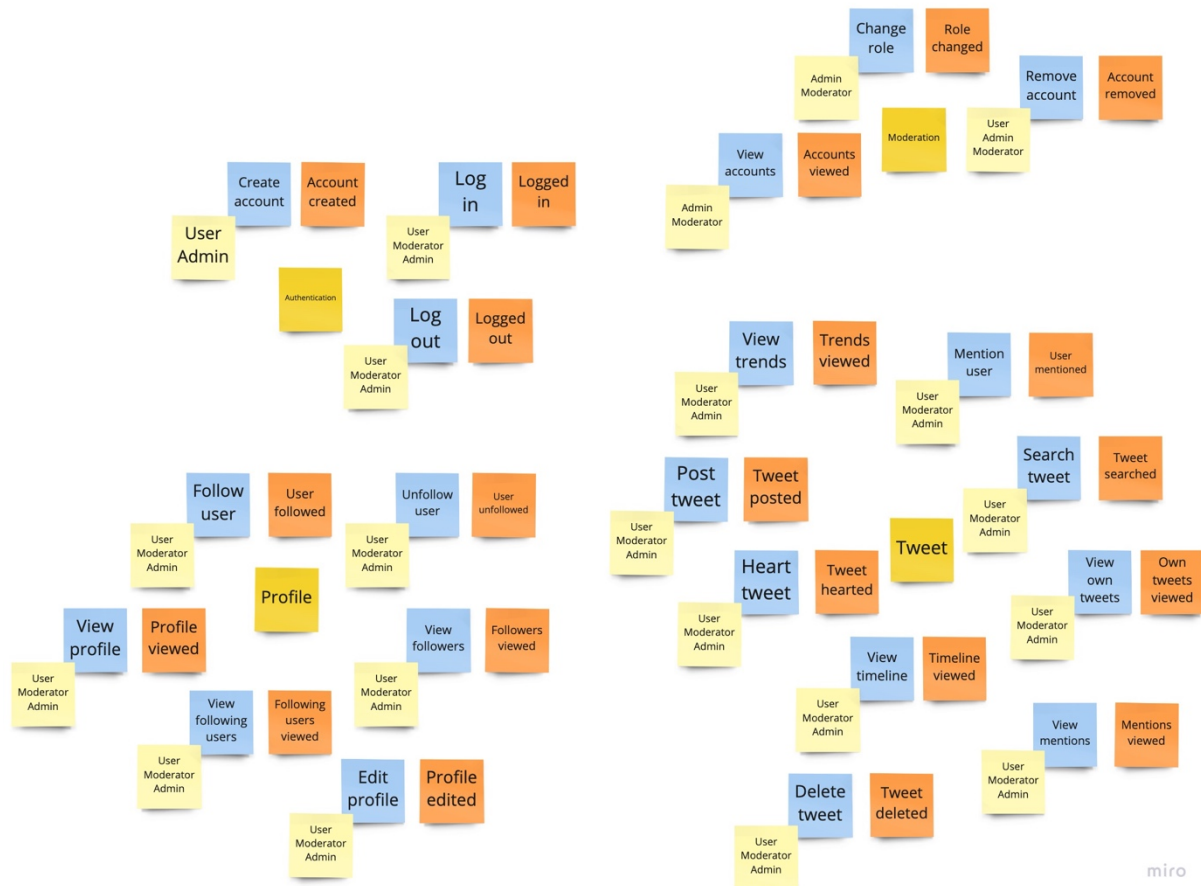 Change
role
Role
changed
Admin
Moderator
Remove
account
Account
removed
User
Admin
Moderator
Moderation
View
accounts
Accounts
viewed
Admin
Moderator
Create
account
Account
created
User
Admin
Log
in
Logged
in
User
Moderator
Admin
Authentication
Log
out
Logged
out
User
Moderator
Admin
View
trends
Trends
viewed
User
Moderator
Admin
Mention
user
User
mentioned
User
Moderator
Admin
Post
tweet
Tweet
posted
User
Moderator
Admin
Search
tweet
Tweet
searched
User
Moderator
Admin
Tweet
Heart
tweet
Tweet
hearted
User
Moderator
Admin
View
own
tweets
Own
tweets
viewed
User
Moderator
Admin
View
timeline
Timeline
viewed
User
Moderator
Admin
View
mentions
Mentions
viewed
User
Moderator
Admin
Delete
tweet
Tweet
deleted
User
Moderator
Admin
Follow
user
User
followed
User
Moderator
Admin
Unfollow
user
User
unfollowed
User
Moderator
Admin
Profile
View
profile
Profile
viewed
User
Moderator
Admin
View
followers
Followers
viewed
User
Moderator
Admin
View
following
users
Following
users
viewed
User
Moderator
Admin
Edit
profile
Profile
edited
User
Moderator
Admin
miro